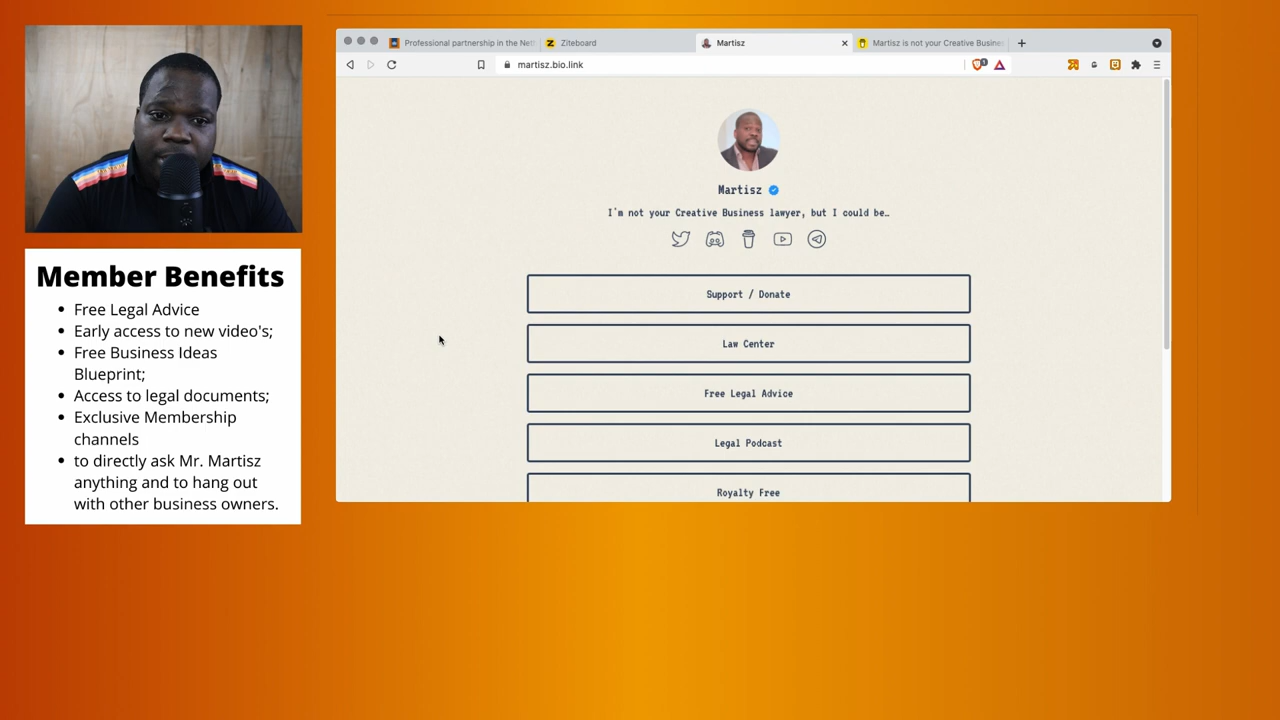 Professional partnership in the Net
Ziteboard
Martisz
Martisz is not your Creative Busines
martisz.bio.link
Martisz
I'm not your Creative Business lawyer, but I could be…
Support / Donate
Law Center
Free Legal Advice
Legal Podcast
Royalty Free
Member Benefits
• Free Legal Advice
• Early access to new video's;
• Free Business Ideas
Blueprint;
• Access to legal documents;
• Exclusive Membership
channels
• to directly ask Mr. Martisz
anything and to hang out
with other business owners.